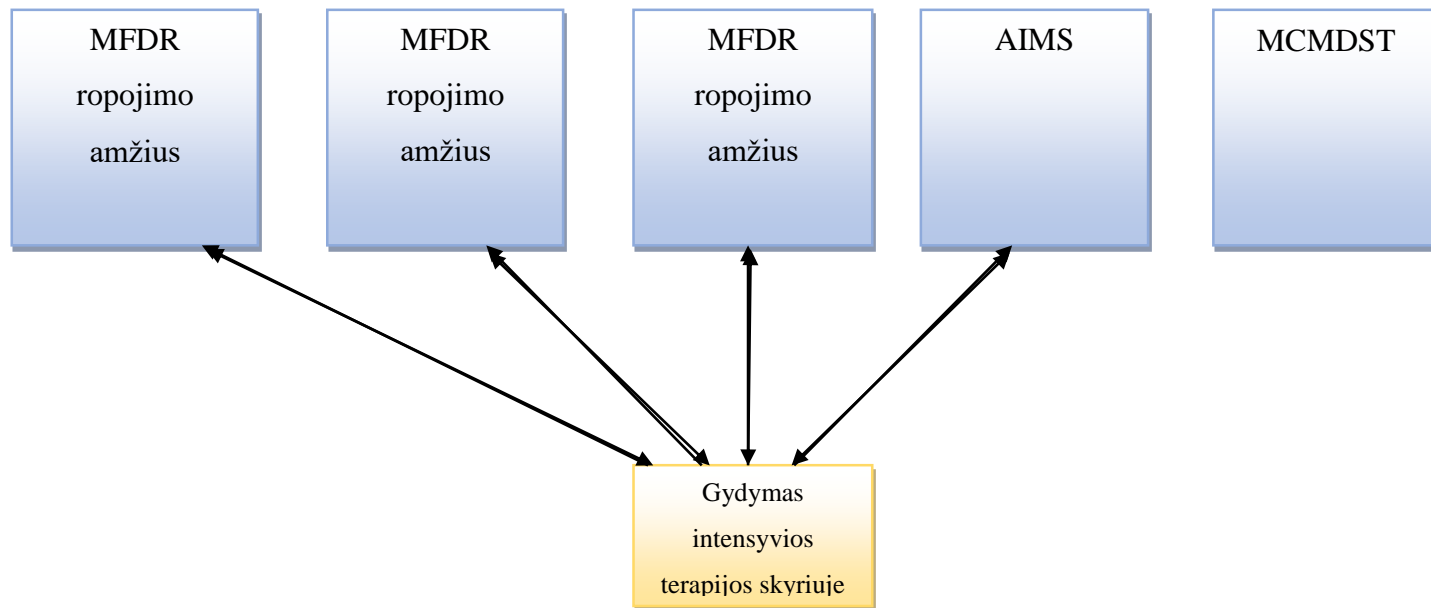 MFDR
ropojimo
amžius
MFDR
ropojimo
amžius
MFDR
ropojimo
amžius
AIMS
MCMDST
Gydymas
intensyvios
terapijos skyriuje